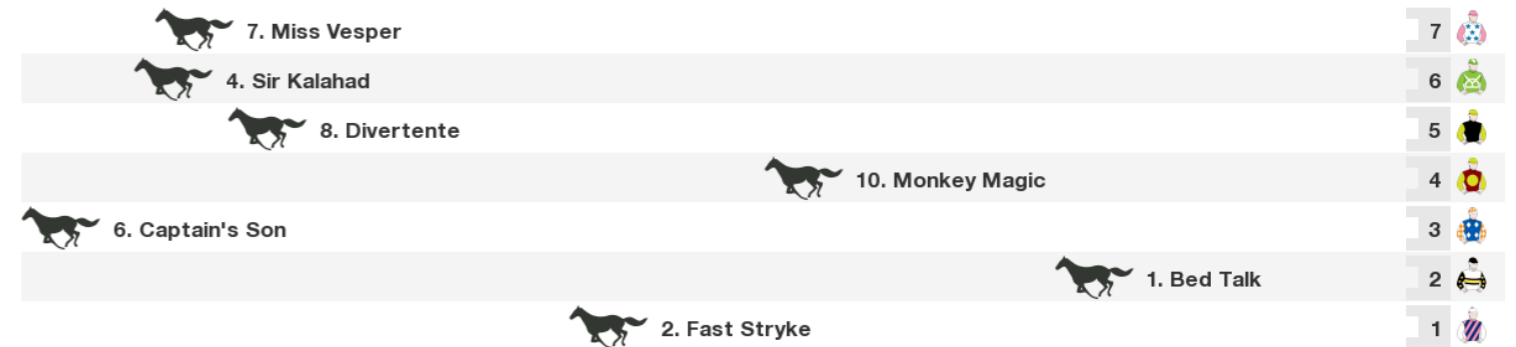 7. Miss Vesper 7
4. Sir Kalahad 6
8. Divertente 5
10. Monkey Magic 4
6. Captain's Son 3
1. Bed Talk 2
2. Fast Stryke 1